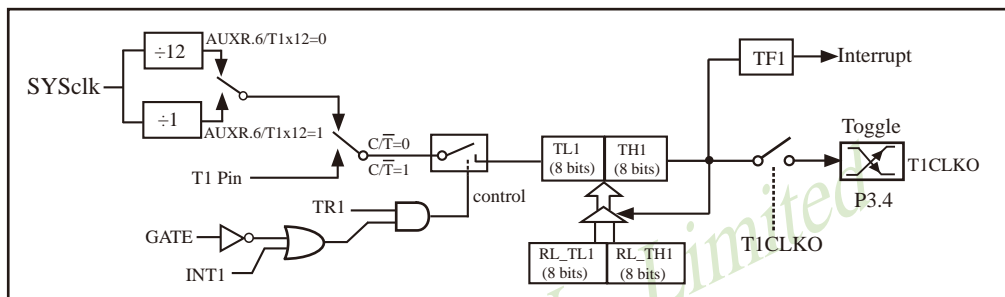 ÷12
AUXR.6/T1x12=0
SYSclk
÷1
AUXR.6/T1x12=1
T1 Pin
C/T̅=0
C/T̅=1
control
TR1
GATE
INT1
TL1
(8 bits)
TH1
(8 bits)
RL_TL1
(8 bits)
RL_TH1
(8 bits)
TF1
Interrupt
Toggle
T1CLKO
P3.4
T1CLKO
Limited